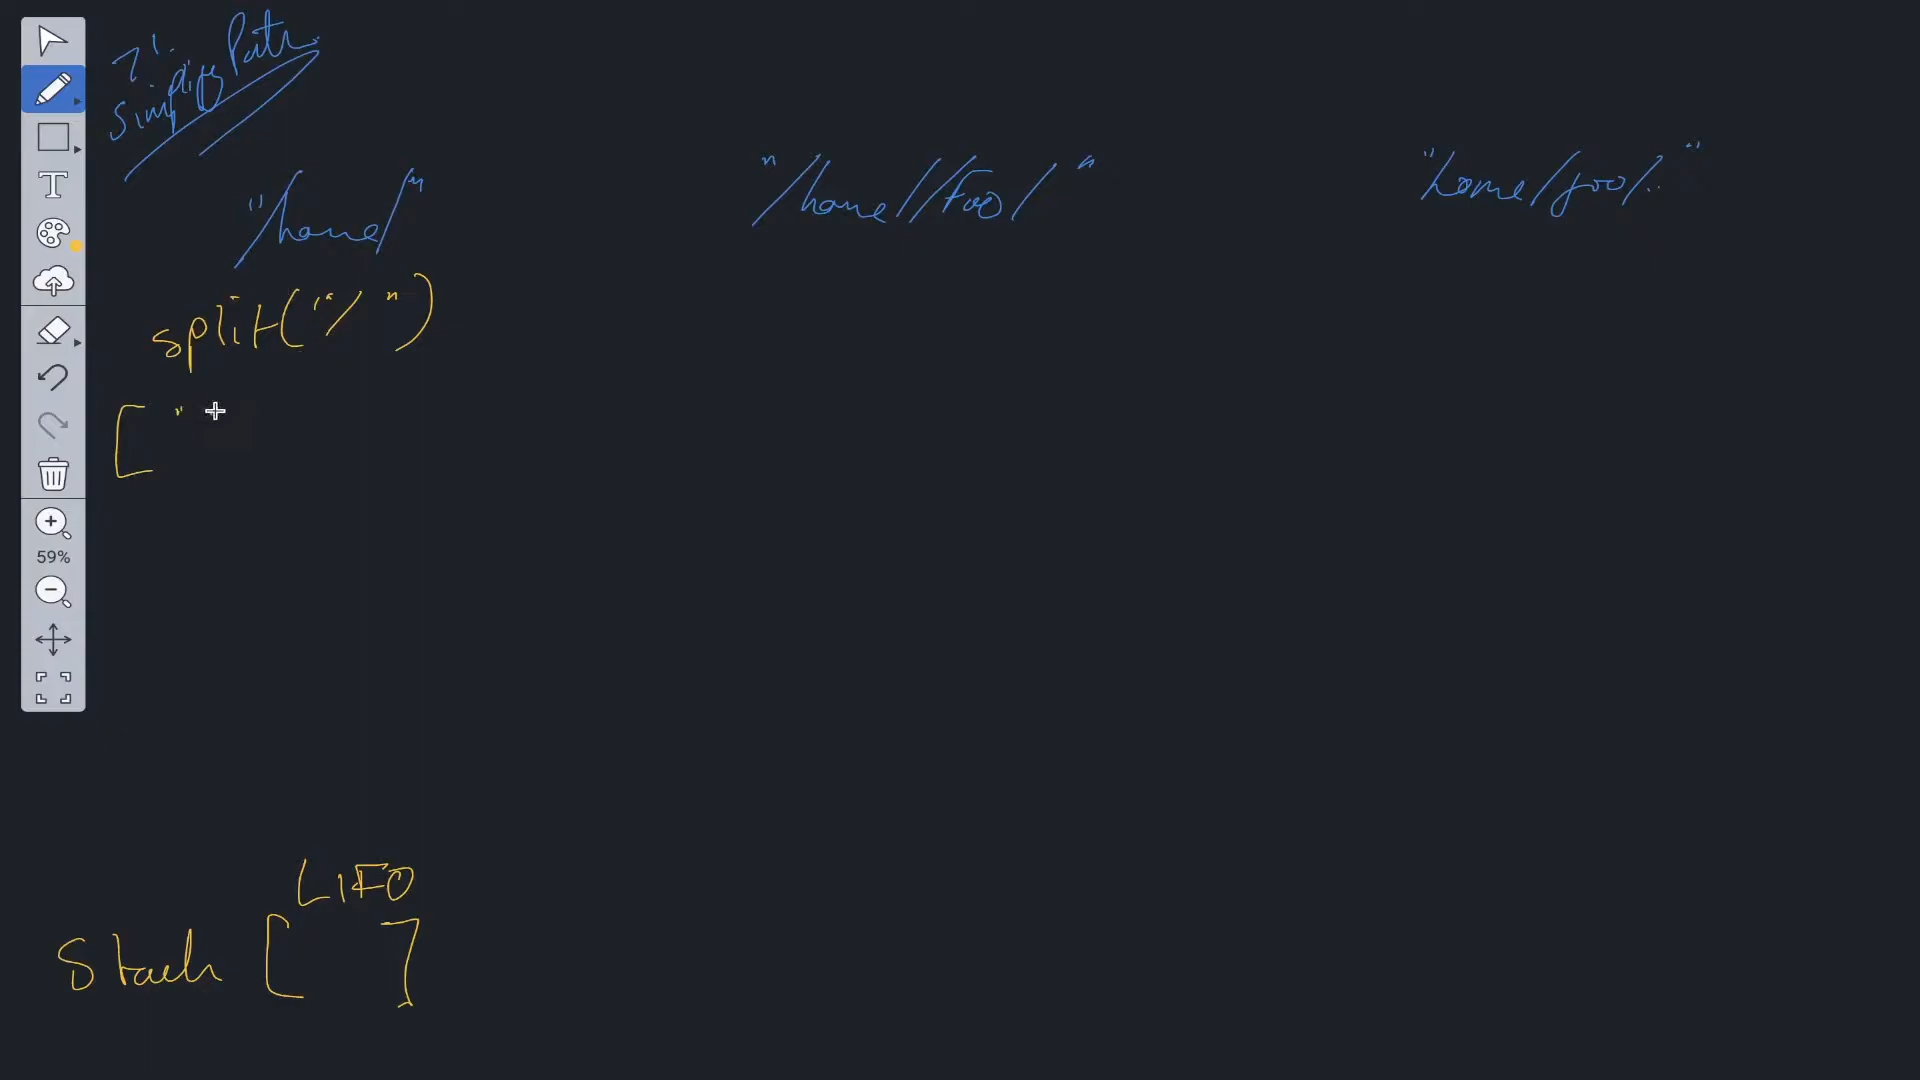 71.
Simplify Path.
"/home/"
"/home//Foo/"
"home/foo/.."
split("/")
[ "
LIFO
Stack [ ]
59%
T